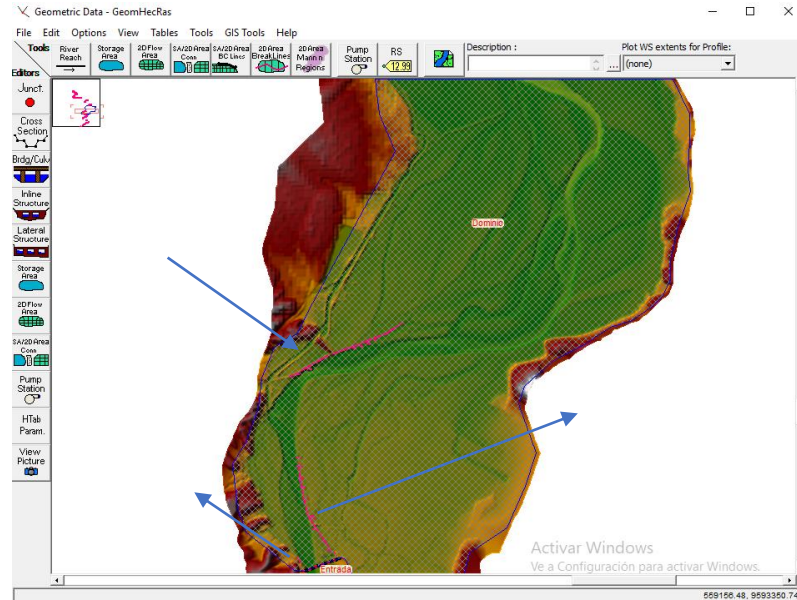 Geometric Data - GeomHecRas
File Edit Options View Tables Tools GIS Tools Help
Tools
Editors
River Reach
Storage Area
2D Flow Area
SA/2D Area Conn
SA/2D Area BC Lines
2D Area BreakLines
2D Area Mann n Regions
Pump Station
RS
12.99
Description :
...
Plot WS extents for Profile:
(none)
Junct.
Cross
Section
Brdg/Culv
Inline
Structure
Lateral
Structure
Storage
Area
2D Flow
Area
SA/2D Area
Conn
Pump
Station
HTab
Param.
View
Picture
Dominio
Entrada
Activar Windows
Ve a Configuración para activar Windows.
559156.48, 9593350.74